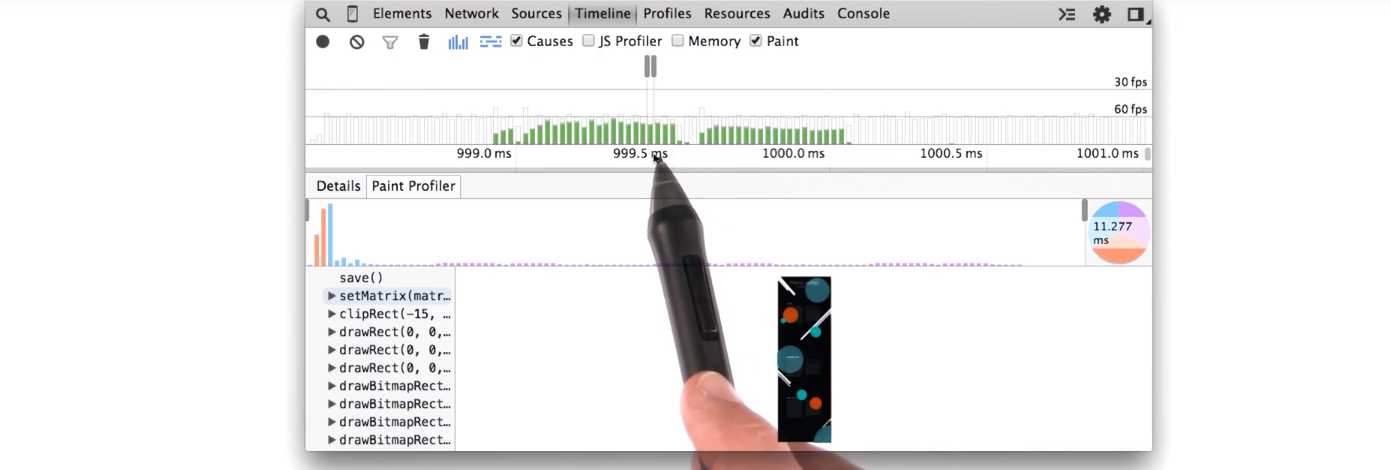 Elements Network Sources Timeline Profiles Resources Audits Console
Causes JS Profiler Memory Paint
30 fps
60 fps
999.0 ms 999.5 ms 1000.0 ms 1000.5 ms 1001.0 ms
Details Paint Profiler
11.277
ms
save()
setMatrix(matr…
clipRect(-15, …
drawRect(0, 0,…
drawRect(0, 0,…
drawRect(0, 0,…
drawBitmapRect…
drawBitmapRect…
drawBitmapRect…
drawBitmapRect…